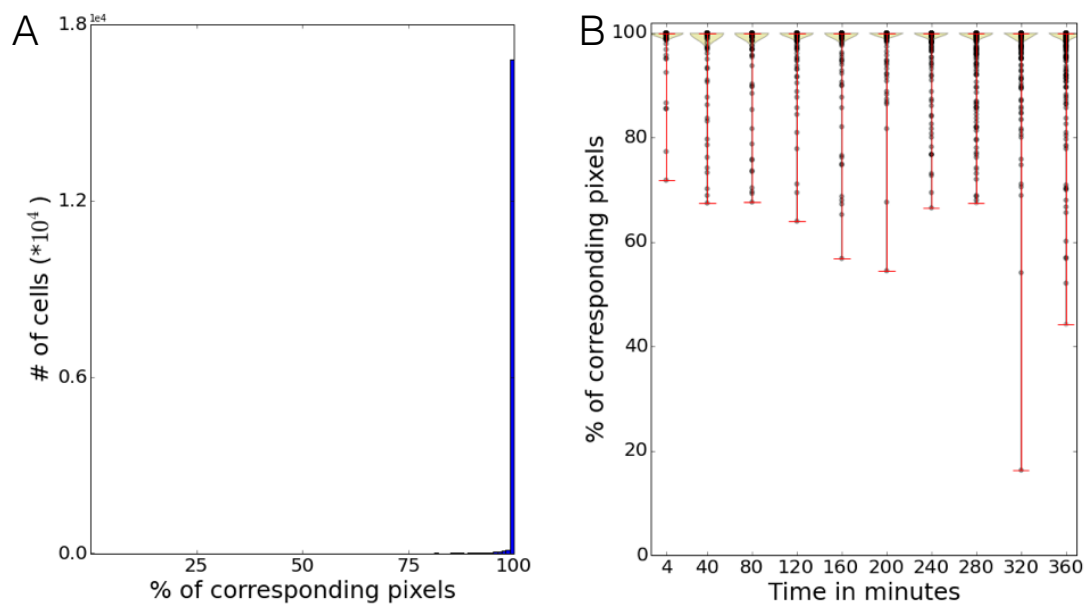 A
1e4
1.8
1.2
0.6
0.0
# of cells (*10⁴)
25 50 75 100
% of corresponding pixels
B
100
80
60
40
20
0
% of corresponding pixels
4 40 80 120 160 200 240 280 320 360
Time in minutes